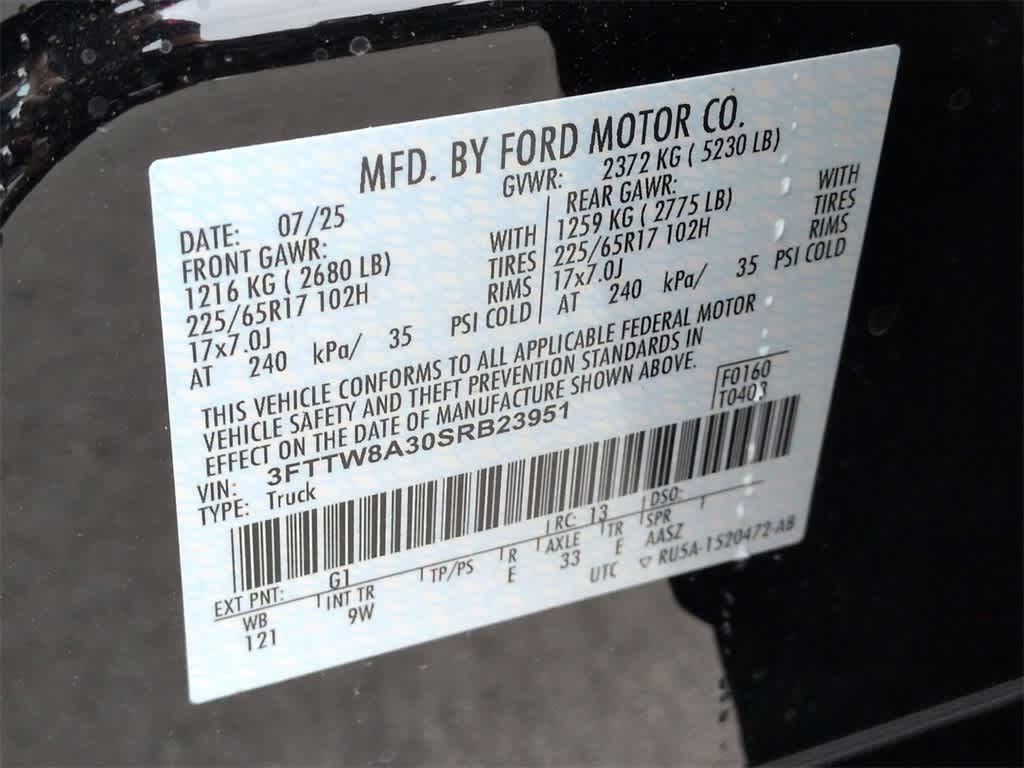 MFD. BY FORD MOTOR CO.
DATE: 07/25 GVWR: 2372 KG ( 5230 LB)
FRONT GAWR: REAR GAWR:
1216 KG ( 2680 LB) WITH 1259 KG ( 2775 LB) WITH
225/65R17 102H TIRES 225/65R17 102H TIRES
17x7.0J RIMS 17x7.0J RIMS
AT 240 kPa/ 35 PSI COLD AT 240 kPa/ 35 PSI COLD
THIS VEHICLE CONFORMS TO ALL APPLICABLE FEDERAL MOTOR
VEHICLE SAFETY AND THEFT PREVENTION STANDARDS IN
EFFECT ON THE DATE OF MANUFACTURE SHOWN ABOVE.
VIN: 3FTTW8A30SRB23951 F0160
TYPE: Truck T0403
EXT PNT: G1 RC: 13 DSO:
WB INT TR TP/PS R AXLE TR SPR
121 9W E 33 E AASZ
UTC ▽ RU5A-1520472-AB